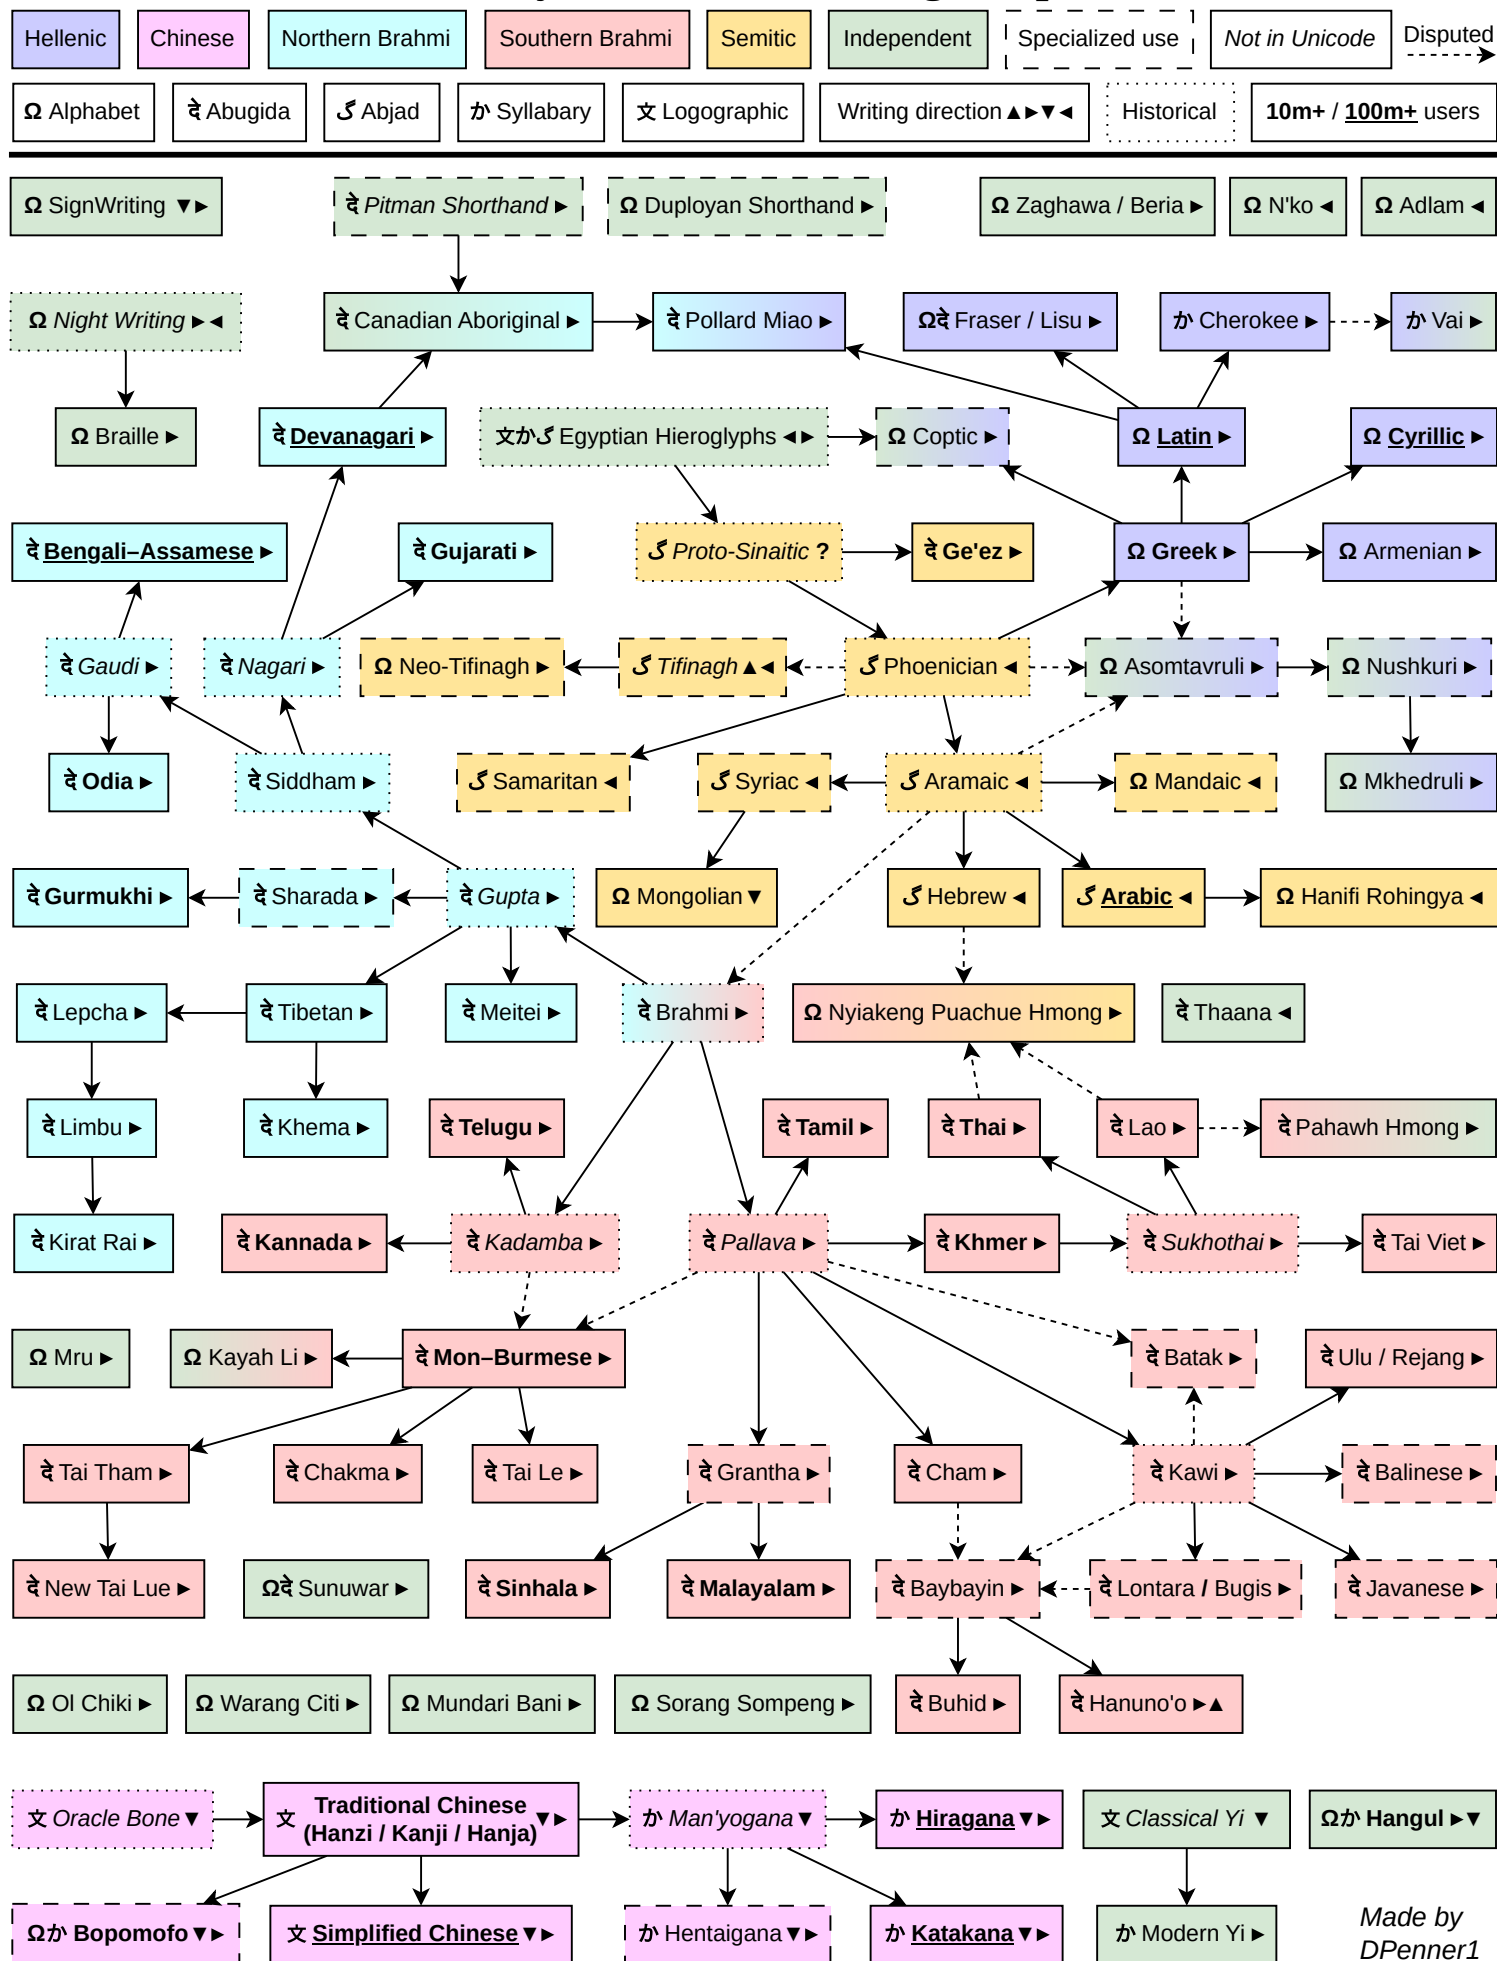 Hellenic Chinese Northern Brahmi Southern Brahmi Semitic Independent Specialized use Not in Unicode Disputed
Ω Alphabet दे Abugida گ Abjad か Syllabary 文 Logographic Writing direction ▲►▼◄ Historical 10m+ / 100m+ users
Ω SignWriting ▼► दे Pitman Shorthand ► Ω Duployan Shorthand ► Ω Zaghawa / Beria ► Ω N'ko ◄ Ω Adlam ◄
Ω Night Writing ►◄ दे Canadian Aboriginal ► दे Pollard Miao ► Ωदे Fraser / Lisu ► か Cherokee ► か Vai ►
Ω Braille ► दे Devanagari ► 文かگ Egyptian Hieroglyphs ◄► Ω Coptic ► Ω Latin ► Ω Cyrillic ►
दे Bengali–Assamese ► दे Gujarati ► گ Proto-Sinaitic ? दे Ge'ez ► Ω Greek ► Ω Armenian ►
दे Gaudi ► दे Nagari ► Ω Neo-Tifinagh ► گ Tifinagh ▲◄ گ Phoenician ◄ Ω Asomtavruli ► Ω Nushkuri ►
दे Odia ► दे Siddham ► گ Samaritan ◄ گ Syriac ◄ گ Aramaic ◄ Ω Mandaic ◄ Ω Mkhedruli ►
दे Gurmukhi ► दे Sharada ► दे Gupta ► Ω Mongolian ▼ گ Hebrew ◄ گ Arabic ◄ Ω Hanifi Rohingya ◄
दे Lepcha ► दे Tibetan ► दे Meitei ► दे Brahmi ► Ω Nyiakeng Puachue Hmong ► दे Thaana ◄
दे Limbu ► दे Khema ► दे Telugu ► दे Tamil ► दे Thai ► दे Lao ► दे Pahawh Hmong ►
दे Kirat Rai ► दे Kannada ► दे Kadamba ► दे Pallava ► दे Khmer ► दे Sukhothai ► दे Tai Viet ►
Ω Mru ► Ω Kayah Li ► दे Mon–Burmese ► दे Batak ► दे Ulu / Rejang ►
दे Tai Tham ► दे Chakma ► दे Tai Le ► दे Grantha ► दे Cham ► दे Kawi ► दे Balinese ►
दे New Tai Lue ► Ωदे Sunuwar ► दे Sinhala ► दे Malayalam ► दे Baybayin ► दे Lontara / Bugis ► दे Javanese ►
Ω Ol Chiki ► Ω Warang Citi ► Ω Mundari Bani ► Ω Sorang Sompeng ► दे Buhid ► दे Hanuno'o ►▲
文 Oracle Bone ▼ 文 Traditional Chinese ▼►
(Hanzi / Kanji / Hanja) か Man'yogana ▼ か Hiragana ▼► 文 Classical Yi ▼ Ωか Hangul ►▼
Ωか Bopomofo ▼► 文 Simplified Chinese ▼► か Hentaigana ▼► か Katakana ▼► か Modern Yi ► Made by
DPenner1